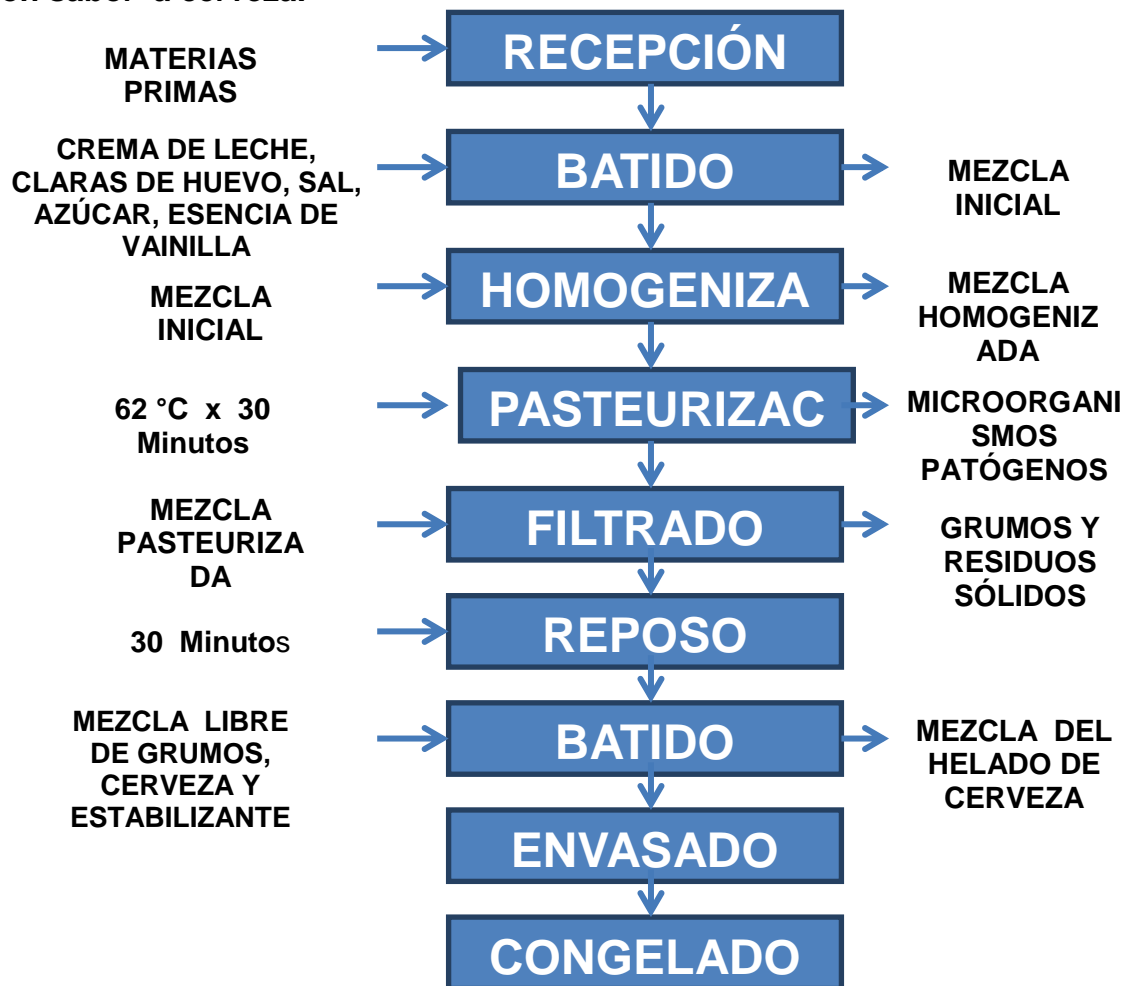 sabor a cerveza.
MATERIAS
PRIMAS
RECEPCIÓN
CREMA DE LECHE,
CLARAS DE HUEVO, SAL,
AZÚCAR, ESENCIA DE
VAINILLA
BATIDO
MEZCLA
INICIAL
MEZCLA
INICIAL
HOMOGENIZA
MEZCLA
HOMOGENIZ
ADA
62 °C x 30
Minutos
PASTEURIZAC
MICROORGANI
SMOS
PATÓGENOS
MEZCLA
PASTEURIZA
DA
FILTRADO
GRUMOS Y
RESIDUOS
SÓLIDOS
30 Minutos
REPOSO
MEZCLA LIBRE
DE GRUMOS,
CERVEZA Y
ESTABILIZANTE
BATIDO
MEZCLA DEL
HELADO DE
CERVEZA
ENVASADO
CONGELADO